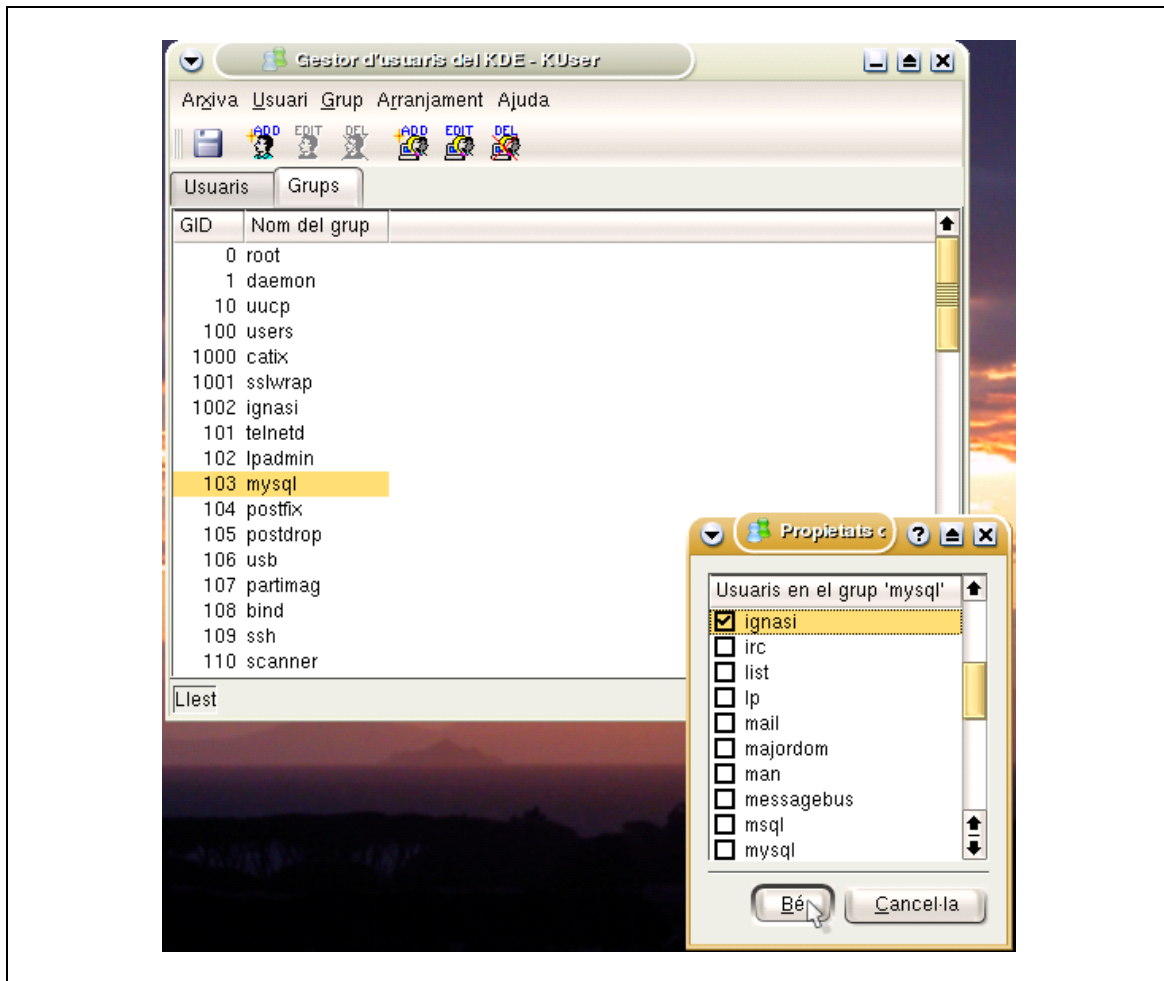 Gestor d'usuaris del KDE - KUser
Arxiva Usuari Grup Arranjament Ajuda
ADD EDIT DEL ADD EDIT DEL
Usuaris Grups
GID Nom del grup
0 root
1 daemon
10 uucp
100 users
1000 catix
1001 sslwrap
1002 ignasi
101 telnetd
102 lpadmin
103 mysql
104 postfix
105 postdrop
106 usb
107 partimag
108 bind
109 ssh
110 scanner
Llest
Propietats
Usuaris en el grup 'mysql'
ignasi
irc
list
lp
mail
majordom
man
messagebus
msql
mysql
Bé Cancel·la